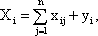 X_i = \sum_{j=1}^{n} x_{ij} + y_i,